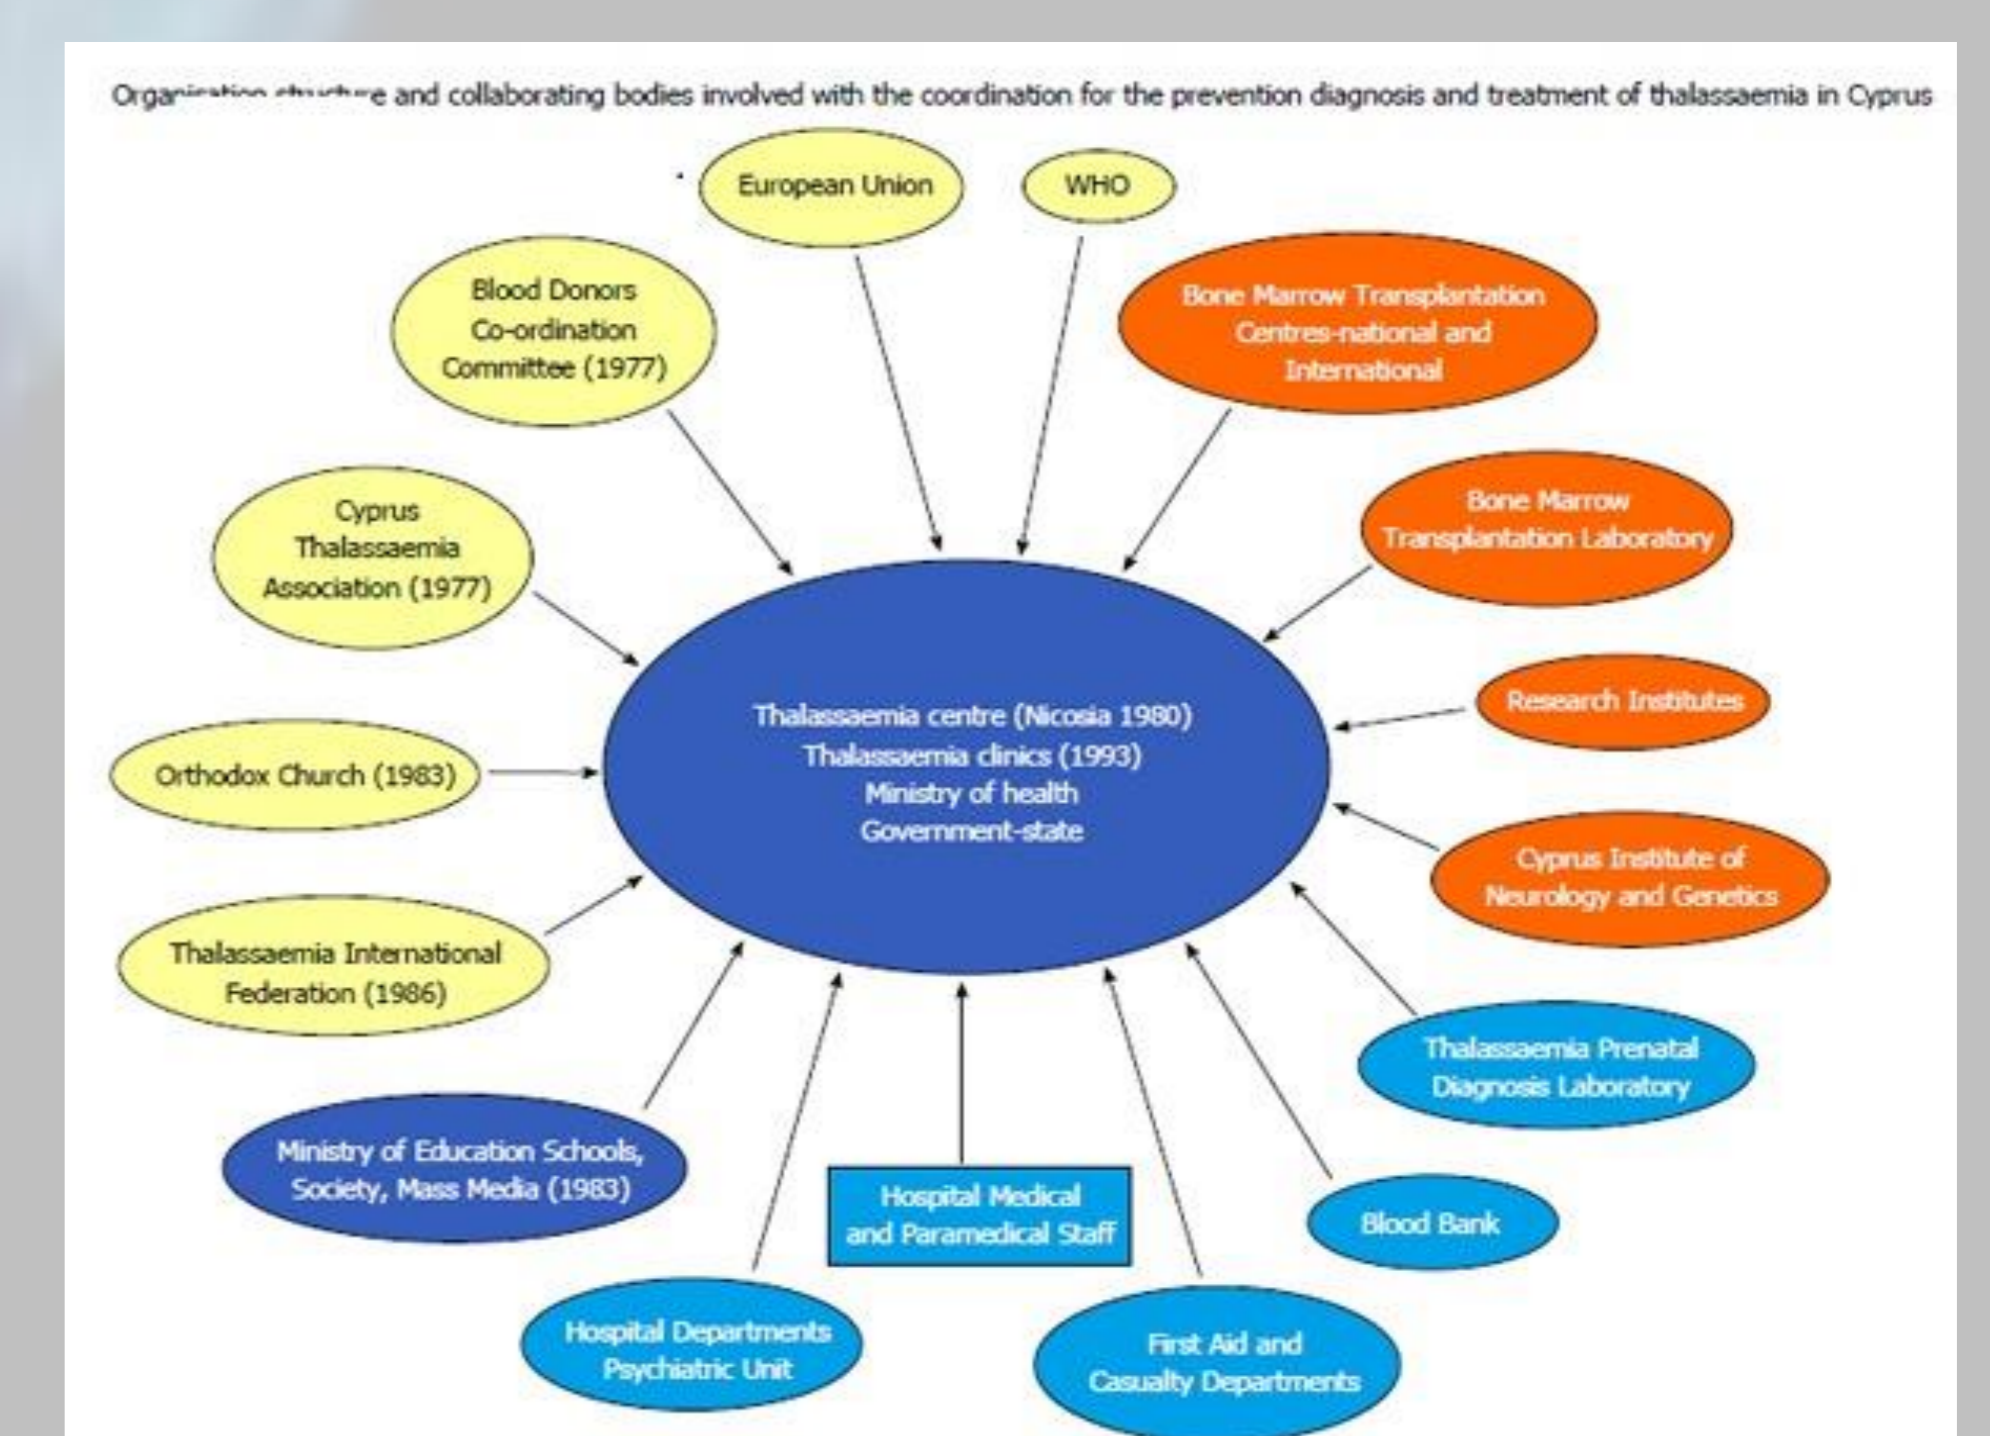 e and collaborating bodies involved with the coordination for the prevention diagnosis and treatment of thalassaemia in Cyprus
European Union
WHO
Blood Donors
Co-ordination
Committee (1977)
Bone Marrow Transplantation
Centres-national and
International
Cyprus
Thalassaemia
Association (1977)
Bone Marrow
Transplantation Laboratory
Research Institutes
Thalassaemia centre (Nicosia 1980)
Thalassaemia clinics (1993)
Ministry of health
Government-state
Orthodox Church (1983)
Cyprus Institute of
Neurology and Genetics
Thalassaemia International
Federation (1986)
Thalassaemia Prenatal
Diagnosis Laboratory
Ministry of Education Schools,
Society, Mass Media (1983)
Hospital Medical
and Paramedical Staff
Blood Bank
Hospital Departments
Psychiatric Unit
First Aid and
Casualty Departments